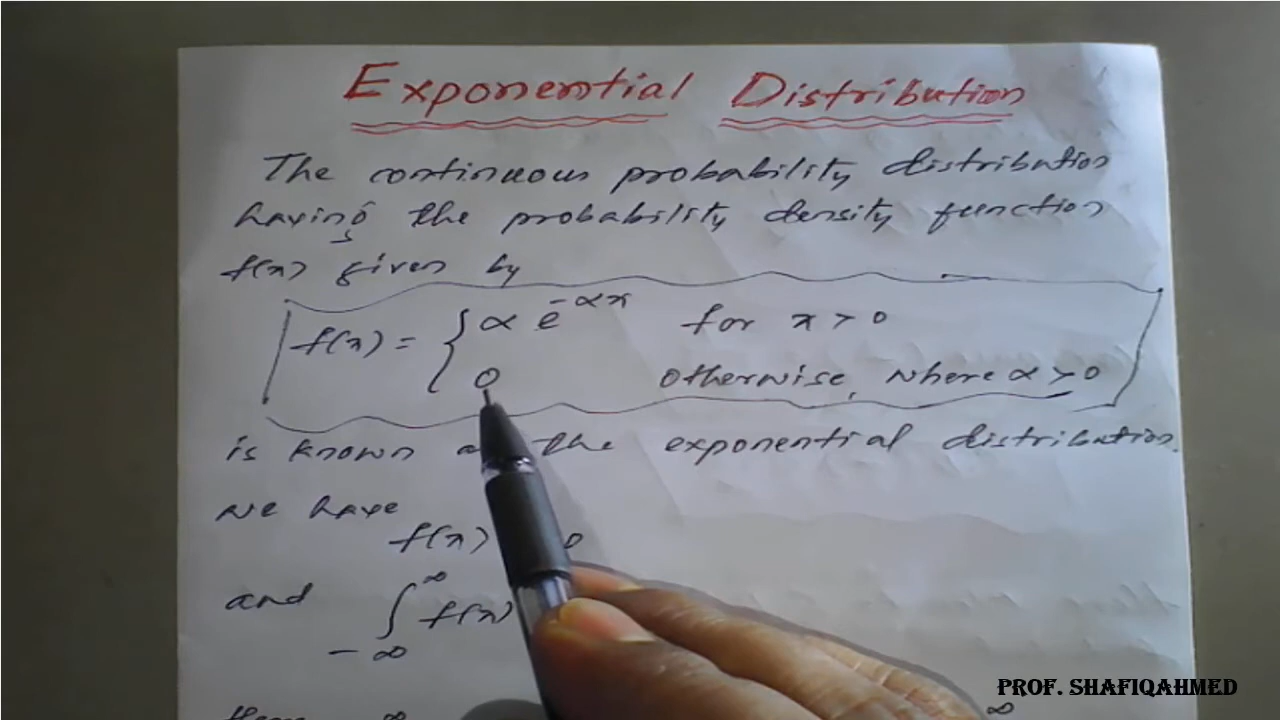 Exponential Distribution
The continuous probability distribution
having the probability density function
f(x) given by
f(x) = { α e^{-αx} for x > 0
0 otherwise, where α > 0
is known the exponential distribution.
we have
f(x) 0
and ∫_{-∞}^{∞} f(x)
∞ ∞
PROF. SHAFIQAHMED